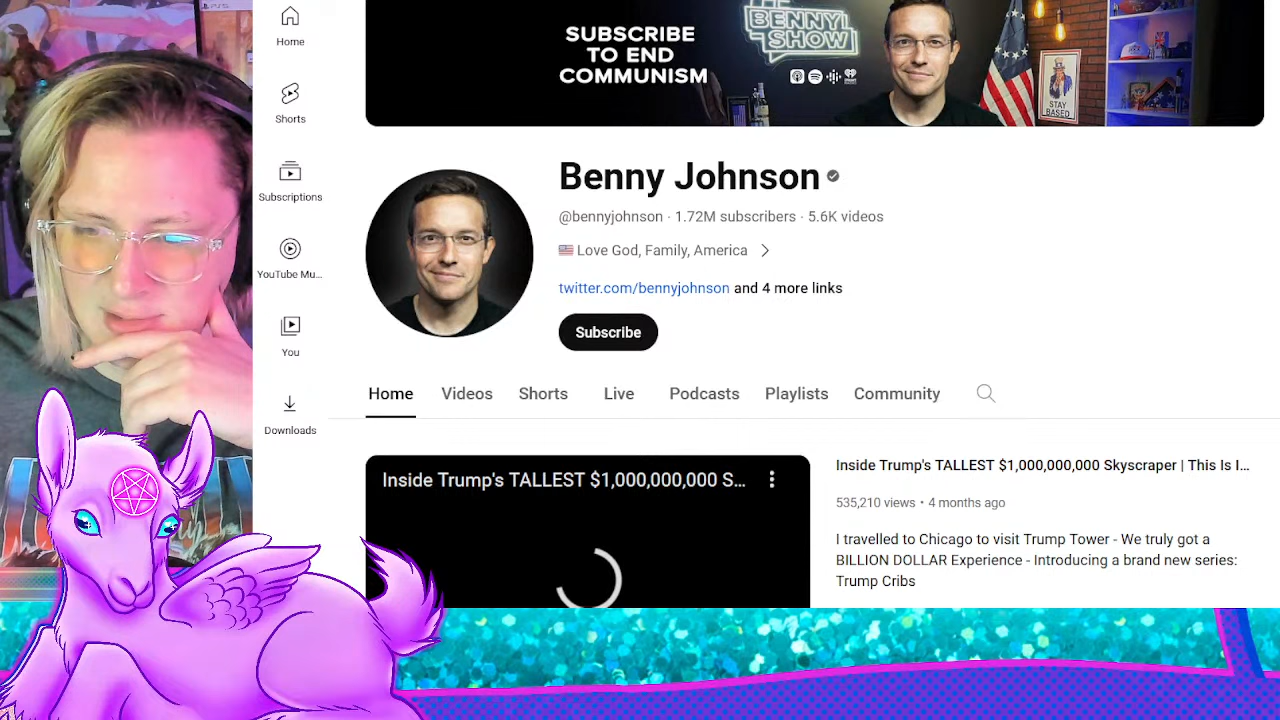 Home
Shorts
Subscriptions
YouTube Mu...
You
Downloads
SUBSCRIBE
TO END
COMMUNISM
BENNY
SHOW
STAY
BASED
Benny Johnson
@bennyjohnson · 1.72M subscribers · 5.6K videos
Love God, Family, America
twitter.com/bennyjohnson and 4 more links
Subscribe
Home Videos Shorts Live Podcasts Playlists Community
Inside Trump's TALLEST $1,000,000,000 S...
Inside Trump's TALLEST $1,000,000,000 Skyscraper | This Is I...
535,210 views • 4 months ago
I travelled to Chicago to visit Trump Tower - We truly got a
BILLION DOLLAR Experience - Introducing a brand new series:
Trump Cribs